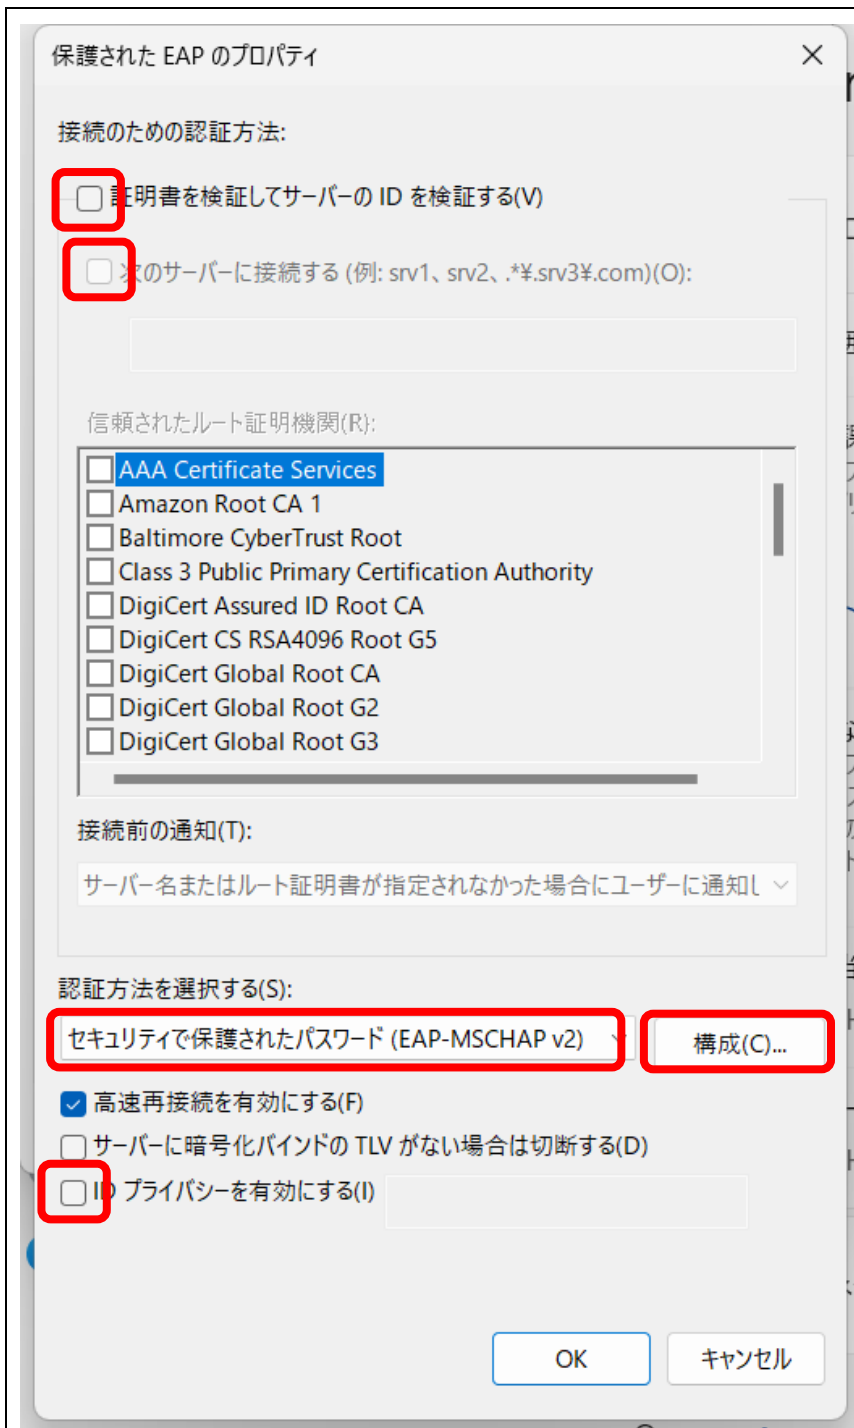 保護された EAP のプロパティ
接続のための認証方法:
証明書を検証してサーバーの ID を検証する(V)
次のサーバーに接続する (例: srv1、srv2、.*¥.srv3¥.com)(O):
信頼されたルート証明機関(R):
AAA Certificate Services
Amazon Root CA 1
Baltimore CyberTrust Root
Class 3 Public Primary Certification Authority
DigiCert Assured ID Root CA
DigiCert CS RSA4096 Root G5
DigiCert Global Root CA
DigiCert Global Root G2
DigiCert Global Root G3
接続前の通知(T):
サーバー名またはルート証明書が指定されなかった場合にユーザーに通知し
認証方法を選択する(S):
セキュリティで保護されたパスワード (EAP-MSCHAP v2)
構成(C)...
高速再接続を有効にする(F)
サーバーに暗号化バインドの TLV がない場合は切断する(D)
ID プライバシーを有効にする(I)
OK
キャンセル